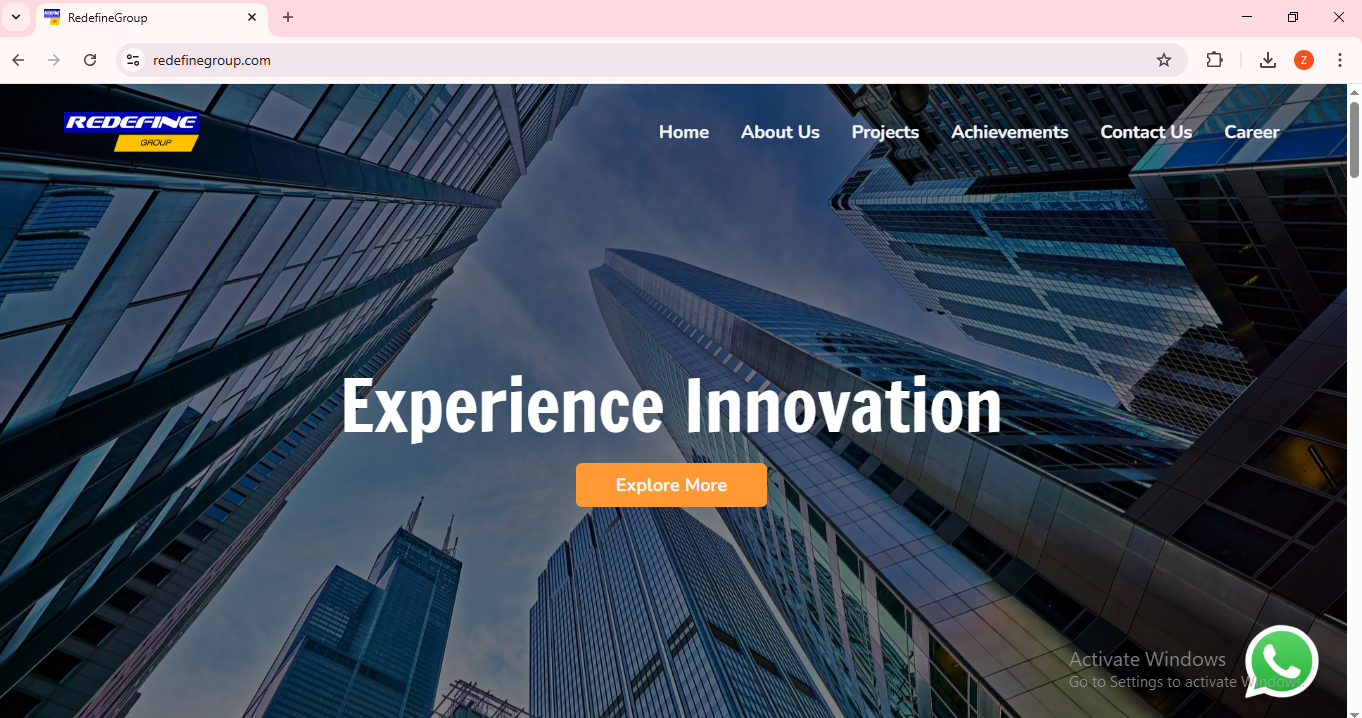 RedefineGroup
redefinegroup.com
Z
REDEFINE
GROUP
Home About Us Projects Achievements Contact Us Career
Experience Innovation
Explore More
Activate Windows
Go to Settings to activate Windows.